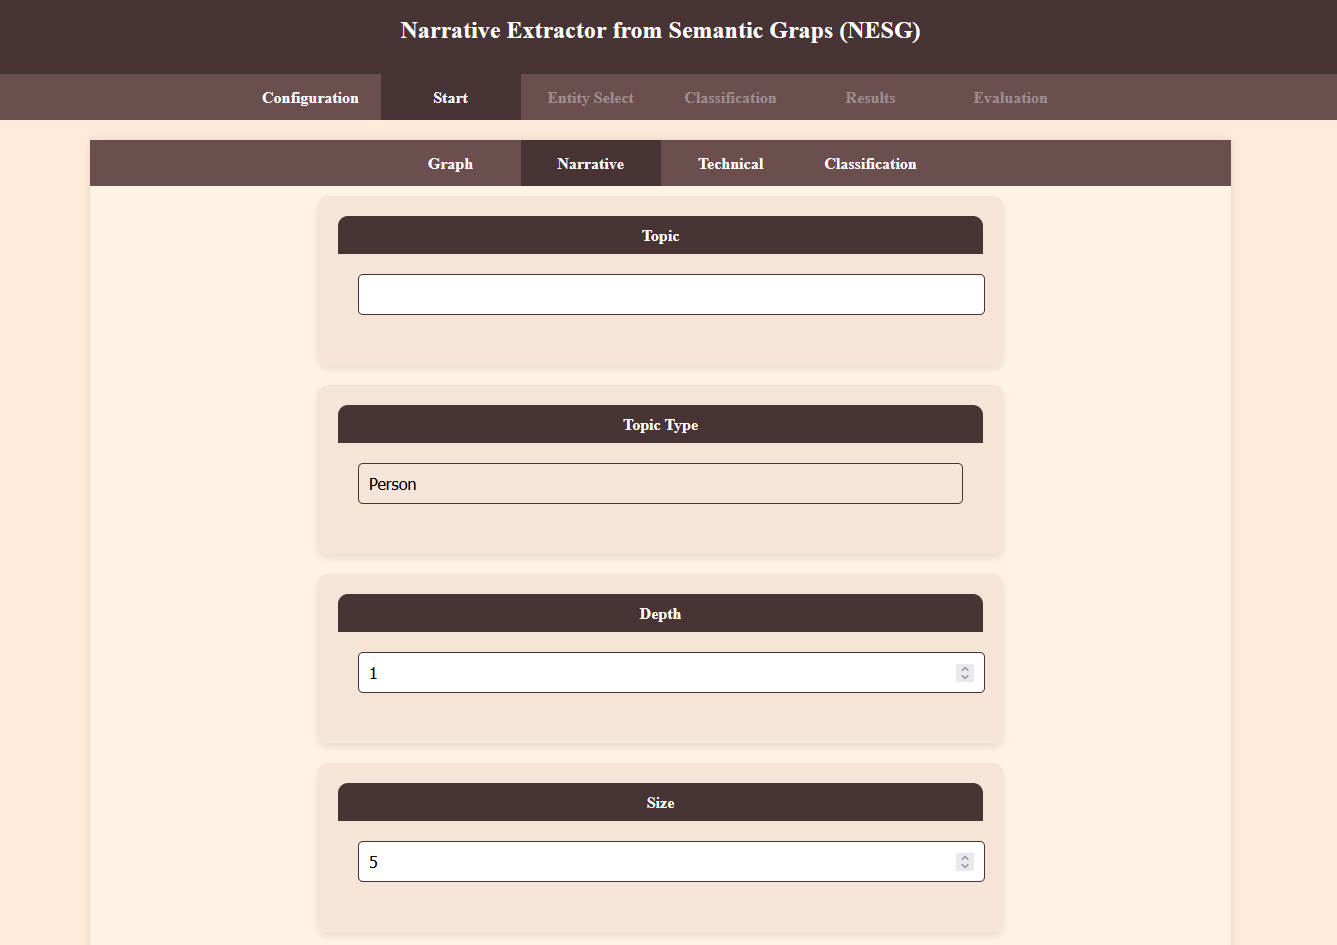 Narrative Extractor from Semantic Graps (NESG)
Configuration Start Entity Select Classification Results Evaluation
Graph Narrative Technical Classification
Topic
Topic Type
Person
Depth
1
Size
5